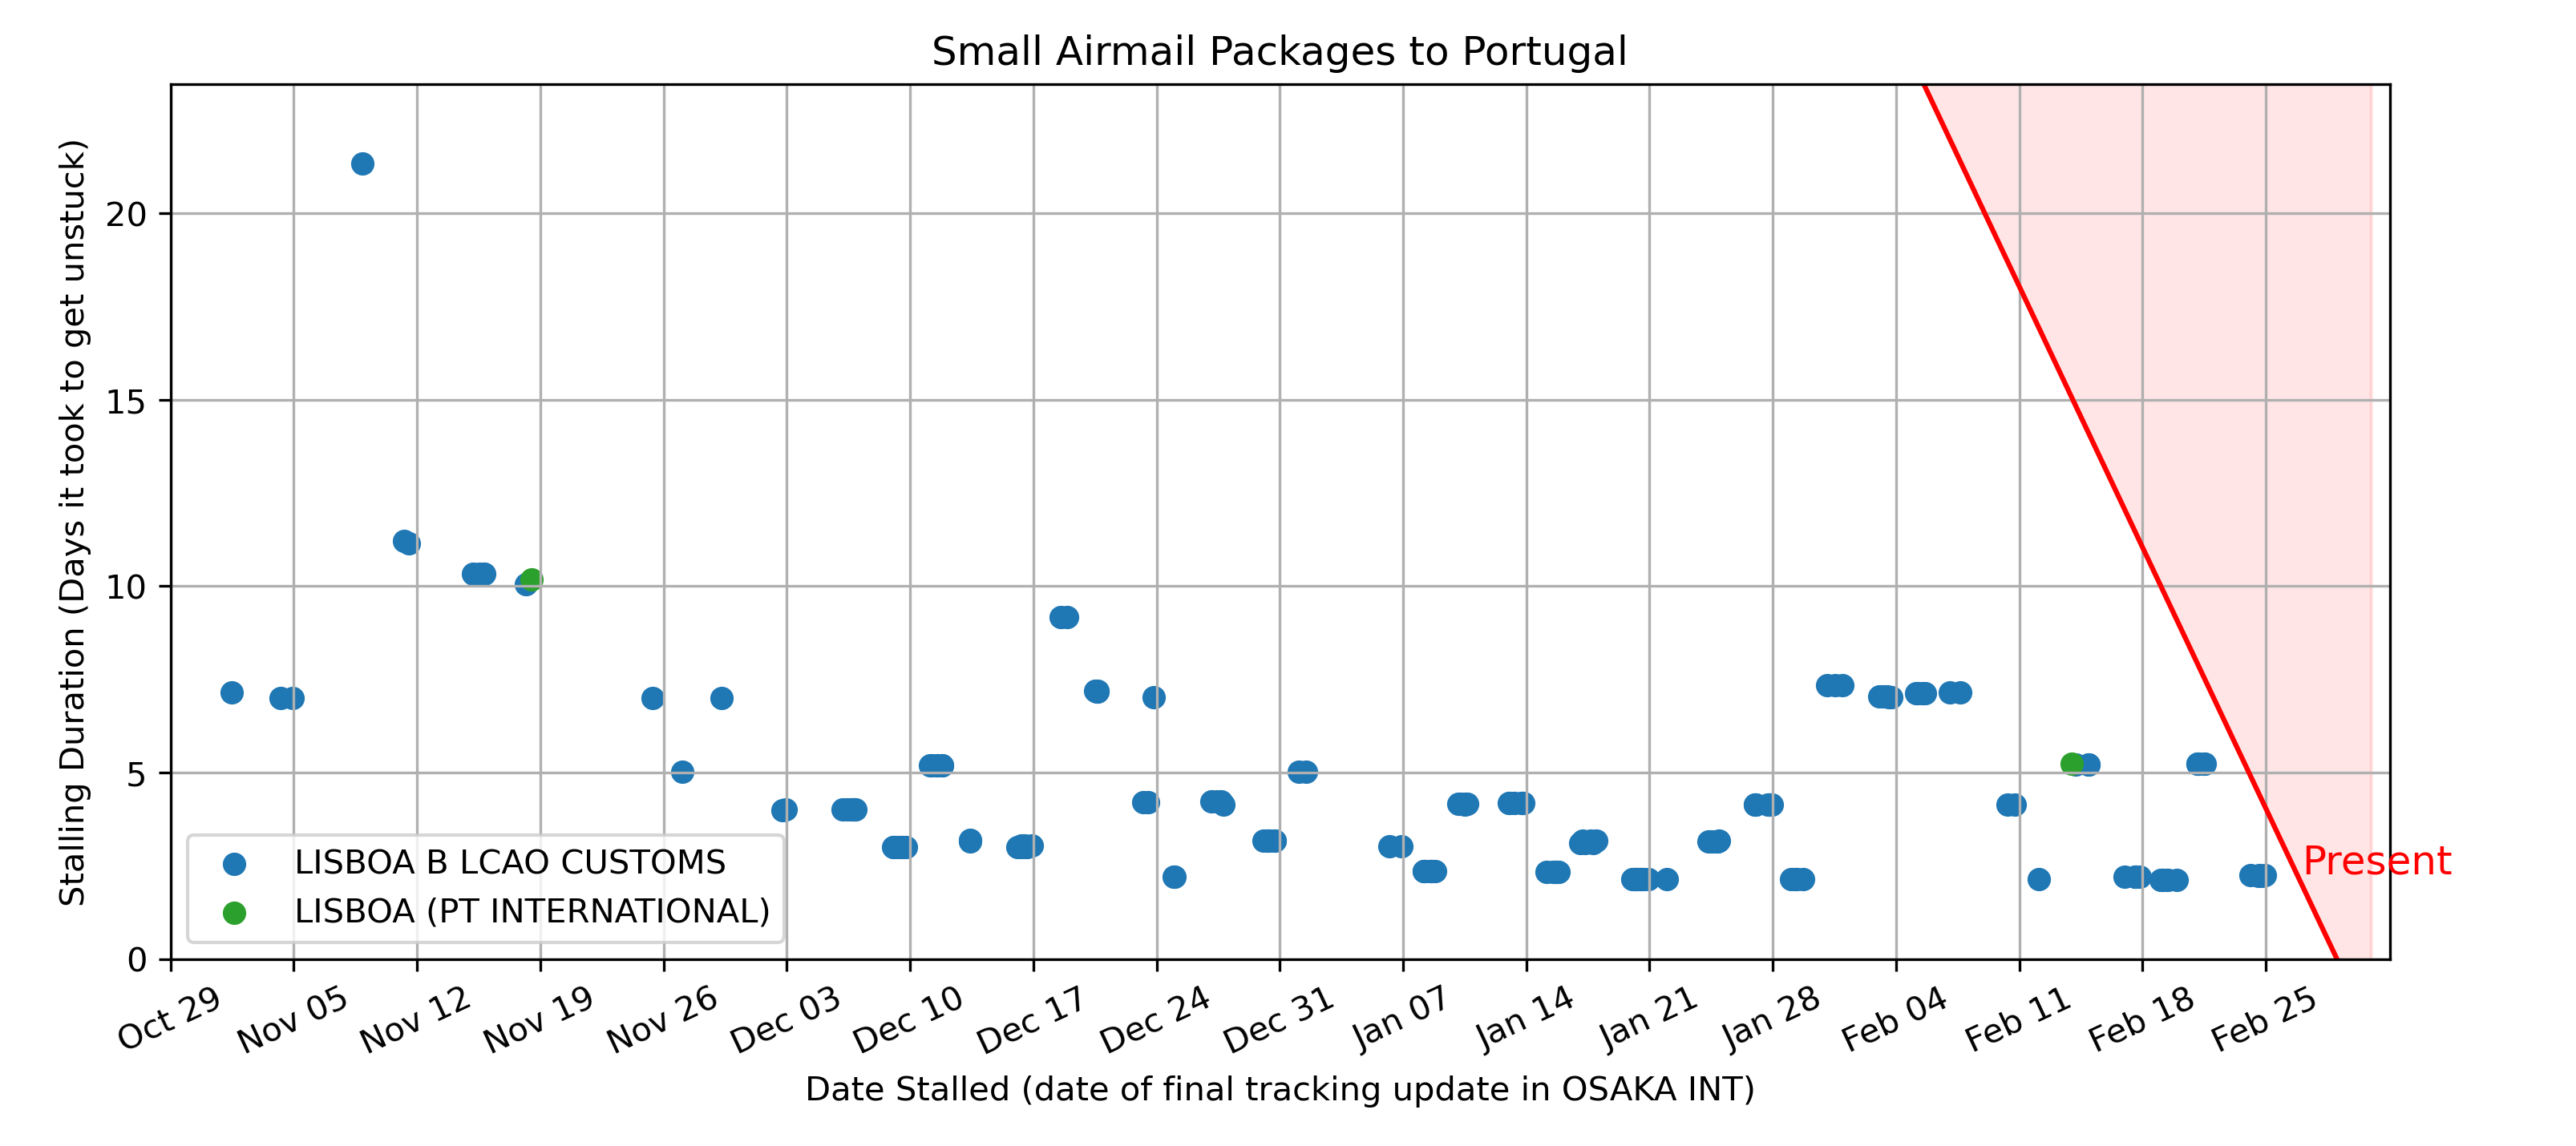 Small Airmail Packages to Portugal
Stalling Duration (Days it took to get unstuck)
20
15
10
5
0
LISBOA B LCAO CUSTOMS
LISBOA (PT INTERNATIONAL)
Present
Oct 29
Nov 05
Nov 12
Nov 19
Nov 26
Dec 03
Dec 10
Dec 17
Dec 24
Dec 31
Jan 07
Jan 14
Jan 21
Jan 28
Feb 04
Feb 11
Feb 18
Feb 25
Date Stalled (date of final tracking update in OSAKA INT)